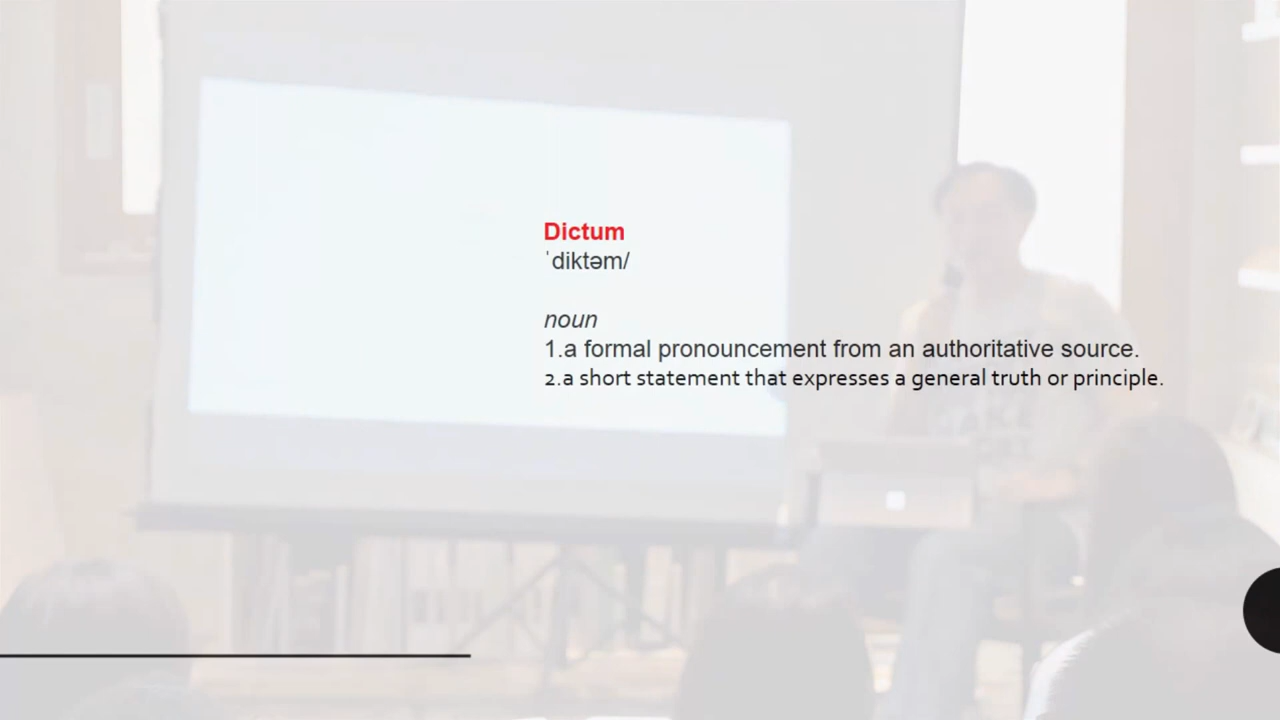 Dictum
ˈdiktəm/
noun
1.a formal pronouncement from an authoritative source.
2.a short statement that expresses a general truth or principle.